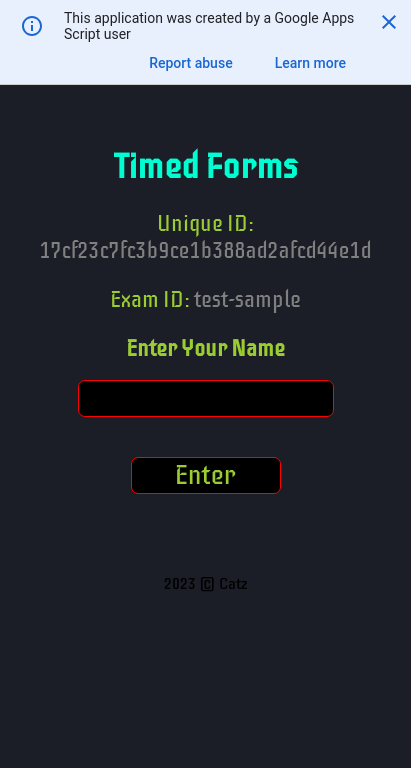 This application was created by a Google Apps
Script user
Report abuse Learn more
Timed Forms
Unique ID:
17cf23c7fc3b9ce1b388ad2afcd44e1d
Exam ID: test-sample
Enter Your Name
Enter
2023 © Catz